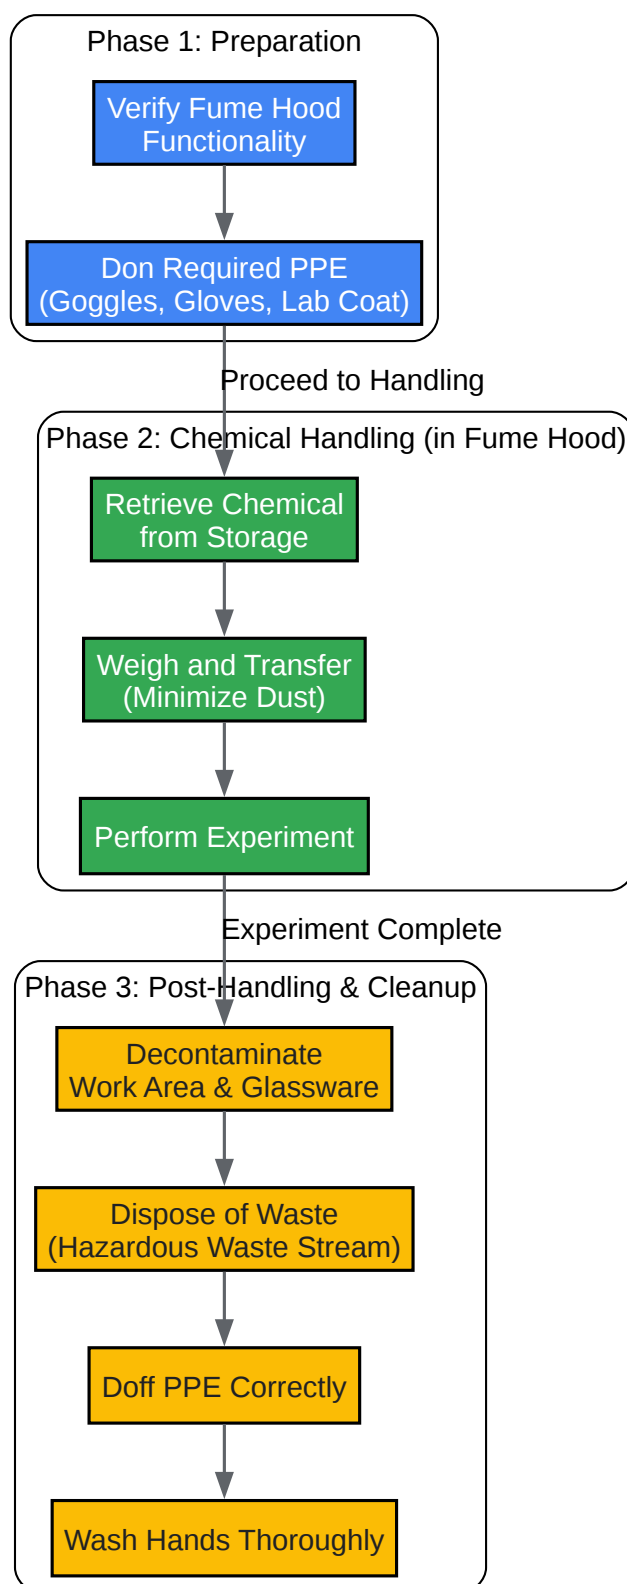 Phase 1: Preparation
Verify Fume Hood
Functionality
Don Required PPE
(Goggles, Gloves, Lab Coat)
Proceed to Handling
Phase 2: Chemical Handling (in Fume Hood)
Retrieve Chemical
from Storage
Weigh and Transfer
(Minimize Dust)
Perform Experiment
Experiment Complete
Phase 3: Post-Handling & Cleanup
Decontaminate
Work Area & Glassware
Dispose of Waste
(Hazardous Waste Stream)
Doff PPE Correctly
Wash Hands Thoroughly